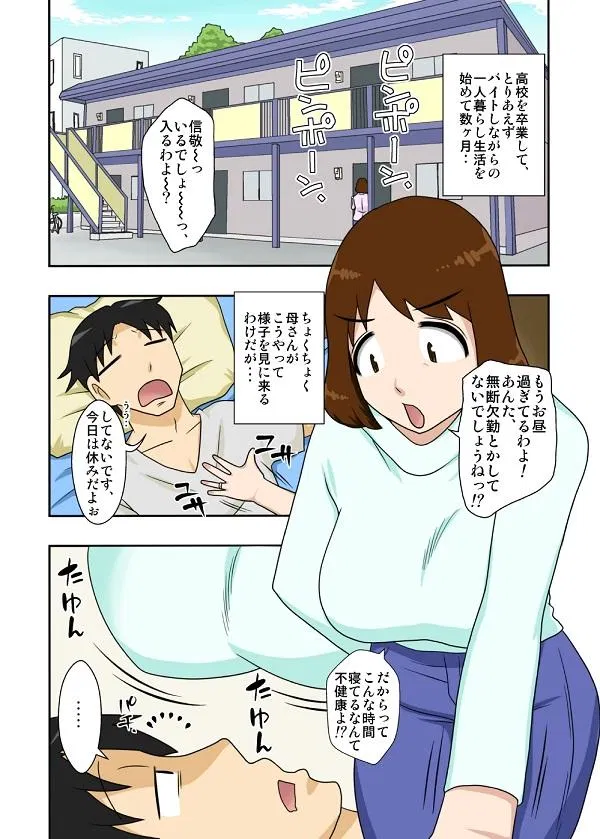 高校を卒業して、
とりあえず
バイトしながらの
一人暮らし生活を
始めて数ヶ月・・
ピンポーン
ピンポーン
信敬〜っ
いるでしょ〜〜っ、
入るわよ〜？
もうお昼
過ぎてるわよ！
あんた、
無断欠勤とかして
ないでしょうねっ!?
ちょくちょく
母さんが
こうやって
様子を見に来る
わけだが・・・
うう・・
してないです、
今日は休みだよぉ
だからって
こんな時間
寝てるなんて
不健康よ!?
たゆん
たゆん
パチ
・・・・・・